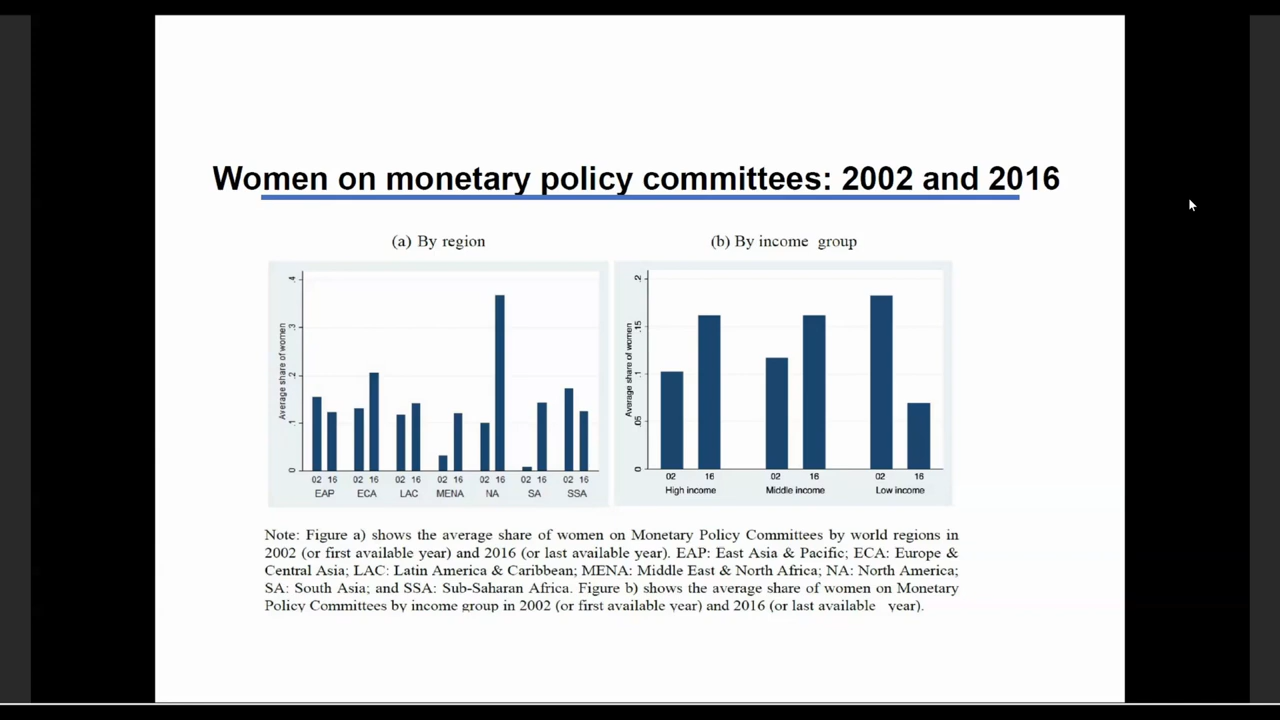 Women on monetary policy committees: 2002 and 2016
(a) By region
(b) By income group
Average share of women
.4
.3
.2
.1
0
02 16 02 16 02 16 02 16 02 16 02 16 02 16
EAP ECA LAC MENA NA SA SSA
Average share of women
.2
.15
.1
.05
0
02 16 02 16 02 16
High income Middle income Low income
Note: Figure a) shows the average share of women on Monetary Policy Committees by world regions in
2002 (or first available year) and 2016 (or last available year). EAP: East Asia & Pacific; ECA: Europe &
Central Asia; LAC: Latin America & Caribbean; MENA: Middle East & North Africa; NA: North America;
SA: South Asia; and SSA: Sub-Saharan Africa. Figure b) shows the average share of women on Monetary
Policy Committees by income group in 2002 (or first available year) and 2016 (or last available year).